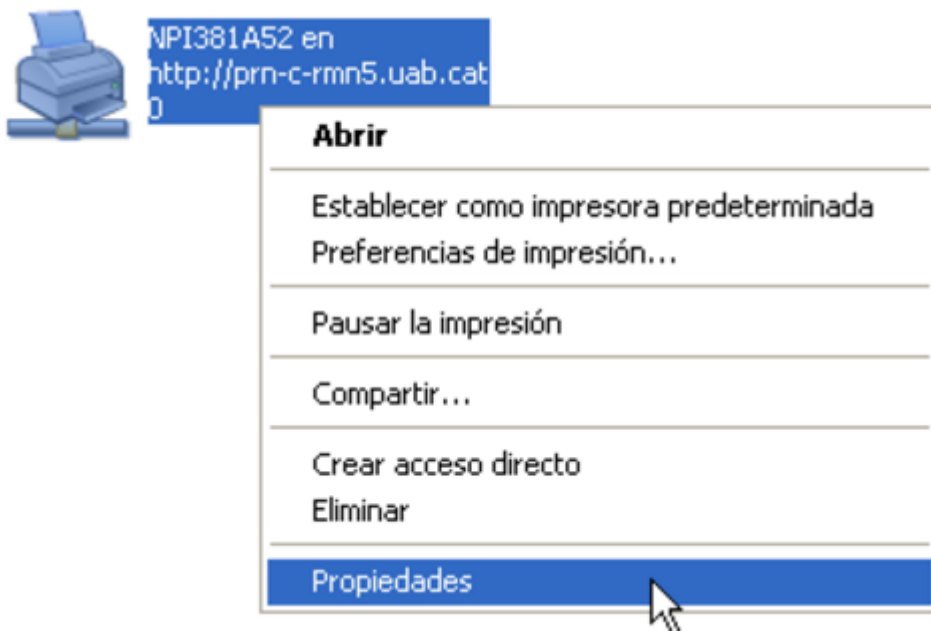 NPI381A52 en
http://prn-c-rmn5.uab.cat
0
Abrir
Establecer como impresora predeterminada
Preferencias de impresión...
Pausar la impresión
Compartir...
Crear acceso directo
Eliminar
Propiedades